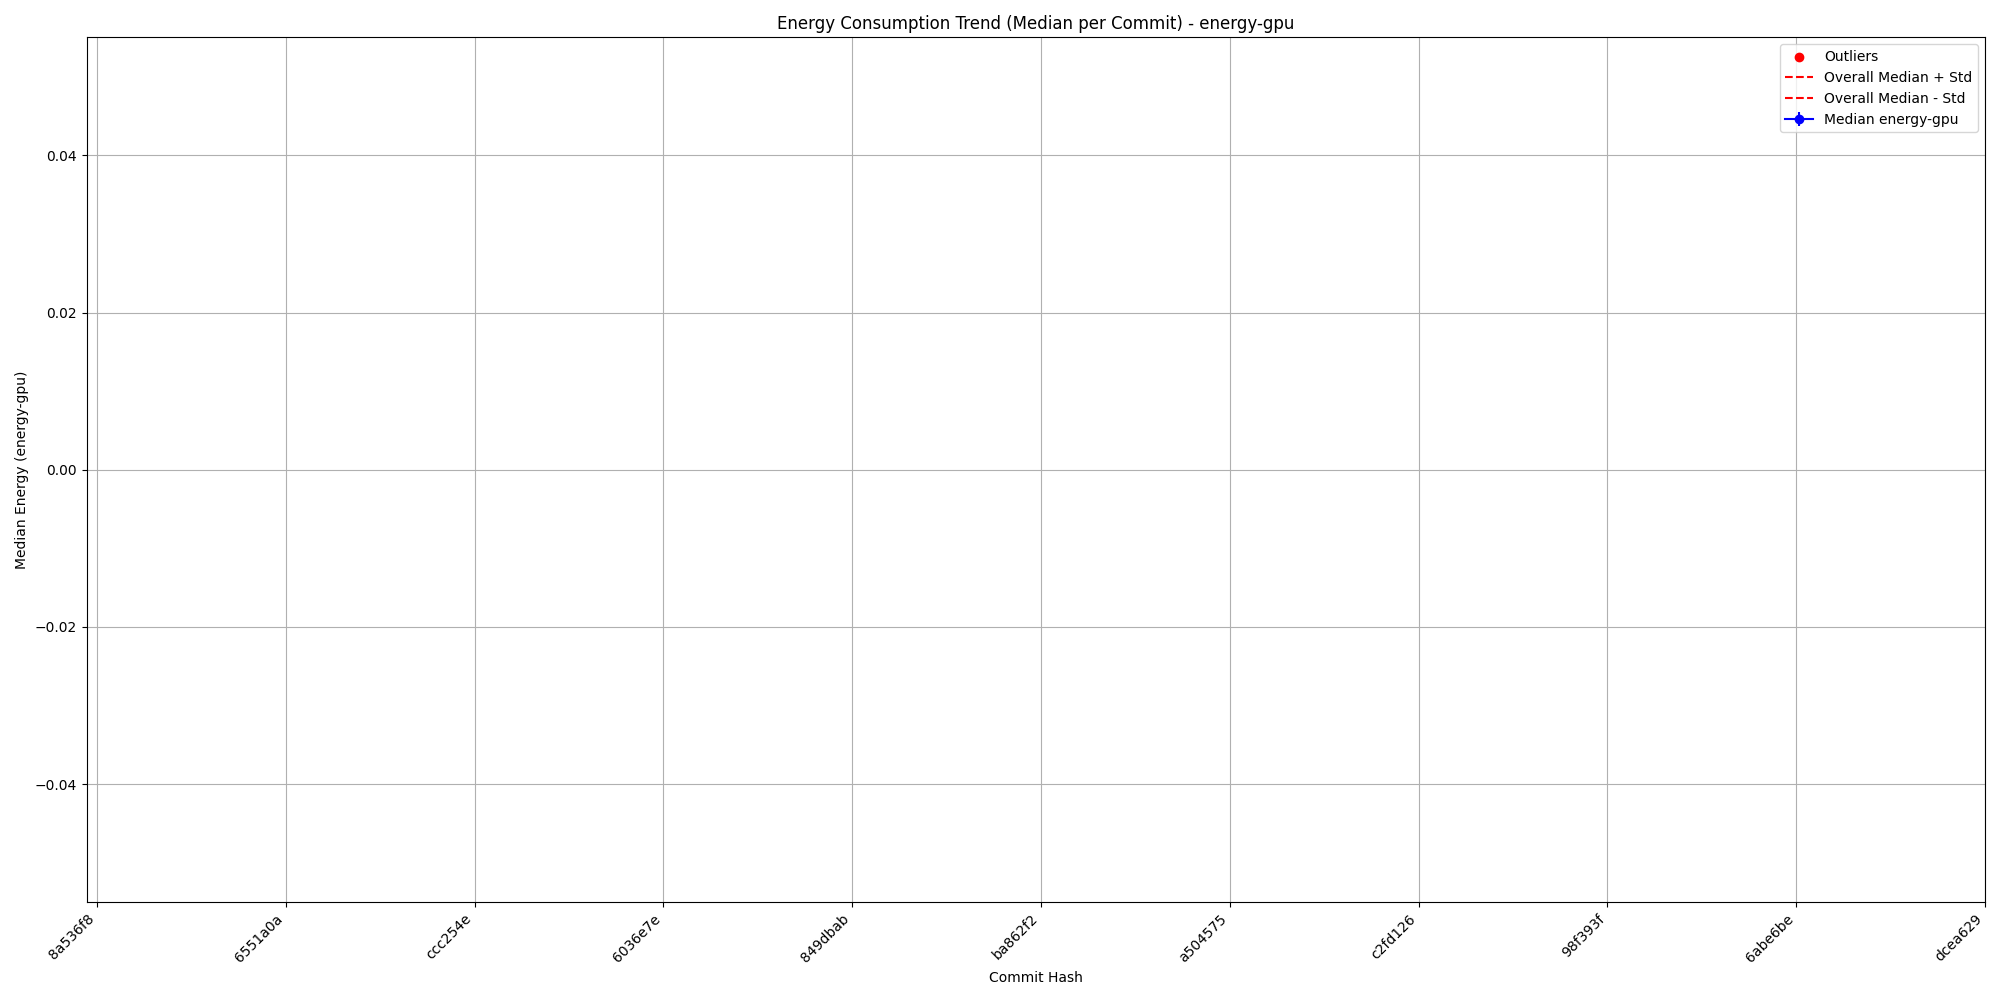 Energy Consumption Trend (Median per Commit) - energy-gpu
Outliers
Overall Median + Std
Overall Median - Std
Median energy-gpu
Median Energy (energy-gpu)
0.04
0.02
0.00
−0.02
−0.04
8a536f8
6551a0a
ccc254e
6036e7e
849dbab
ba862f2
a504575
c2fd126
98f393f
6abe6be
dcea629
Commit Hash